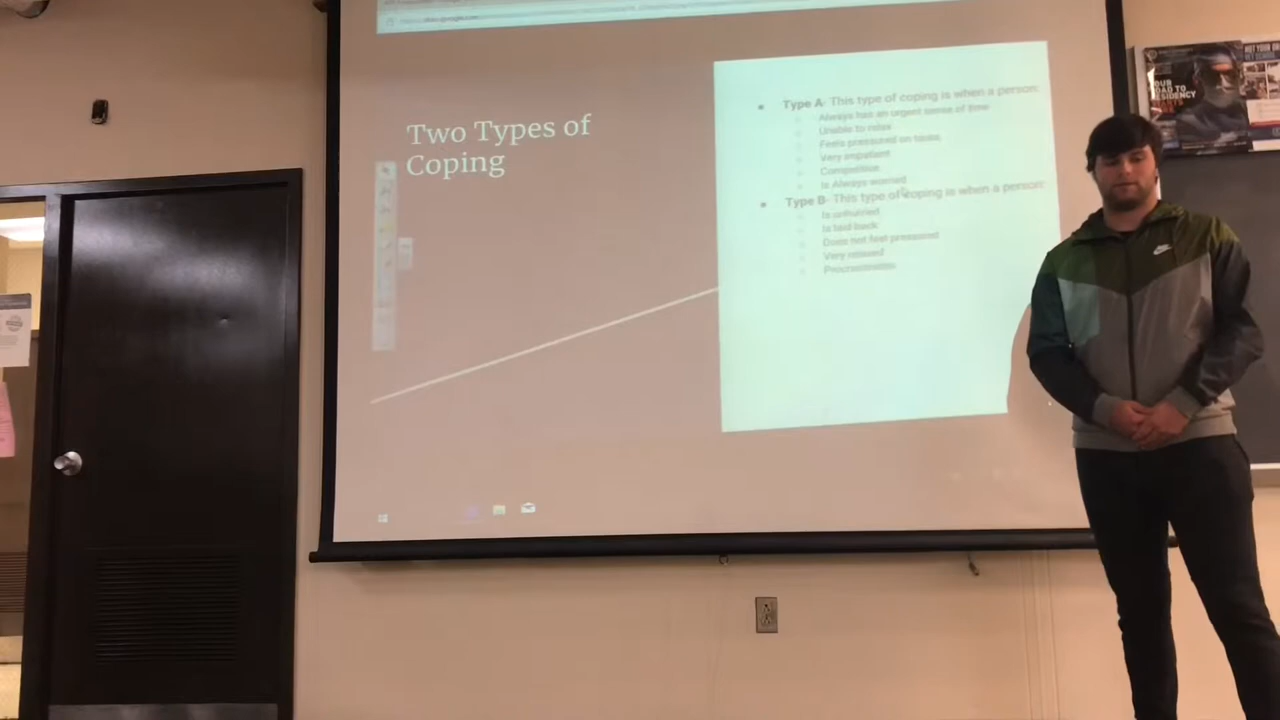 Two Types of
Coping
Type A- This type of coping is when a person:
Always has an urgent sense of time
Unable to relax
Feels pressured on tasks
Very impatient
Competitive
Is Always worried
Type B- This type of coping is when a person:
Is unhurried
Is laid back
Does not feel pressured
Very relaxed
Procrastinates